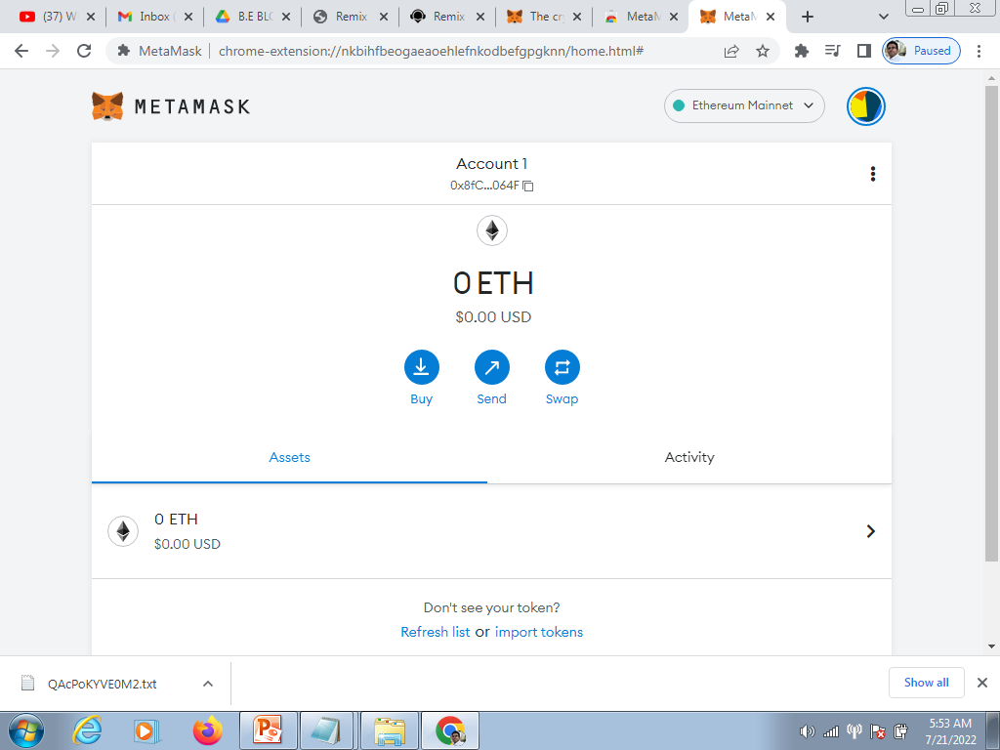 (37) W
Inbox (
B.E BLO
Remix
Remix
The cr
MetaM
MetaM
MetaMask
chrome-extension://nkbihfbeogaeaoehlefnkodbefgpgknn/home.html#
Paused
METAMASK
Ethereum Mainnet
Account 1
0x8fC...064F
0 ETH
$0.00 USD
Buy
Send
Swap
Assets
Activity
0 ETH
$0.00 USD
Don't see your token?
Refresh list or import tokens
QAcPoKYVE0M2.txt
Show all
5:53 AM
7/21/2022